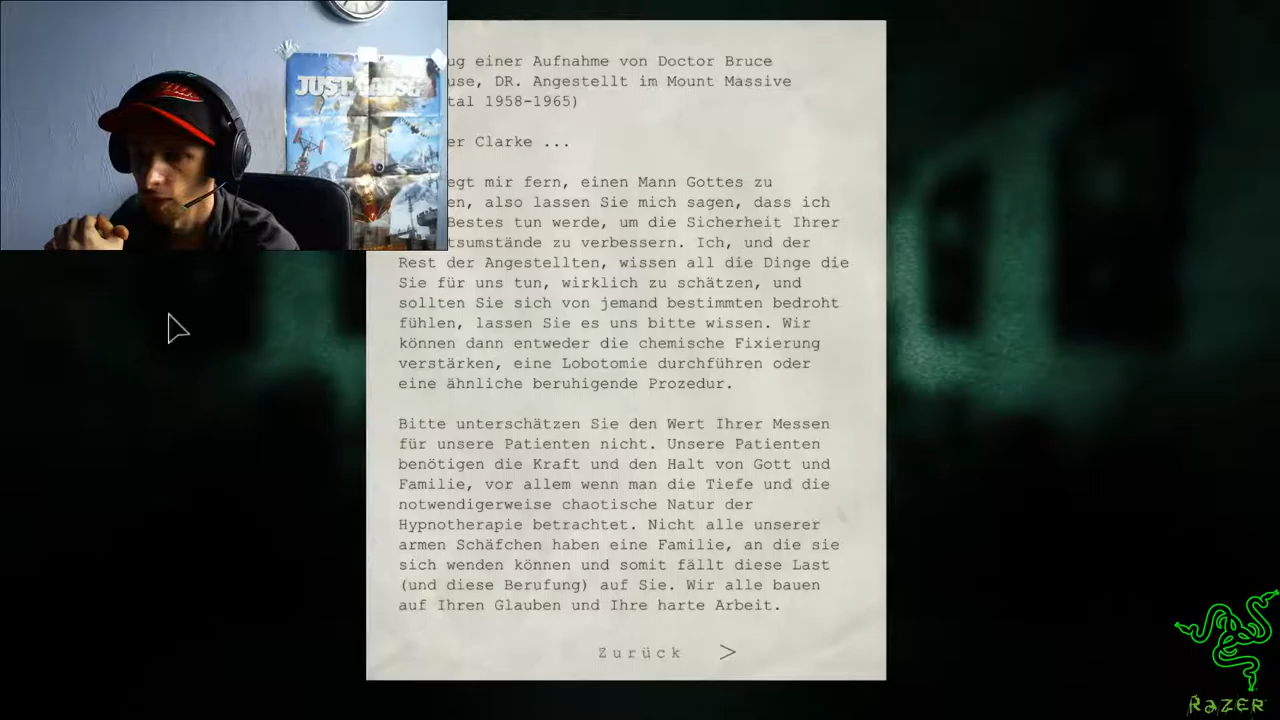 JUST CAUSE
ug einer Aufnahme von Doctor Bruce
use, DR. Angestellt im Mount Massive
tal 1958-1965)
er Clarke ...
egt mir fern, einen Mann Gottes zu
en, also lassen Sie mich sagen, dass ich
Bestes tun werde, um die Sicherheit Ihrer
tsumstände zu verbessern. Ich, und der
Rest der Angestellten, wissen all die Dinge die
Sie für uns tun, wirklich zu schätzen, und
sollten Sie sich von jemand bestimmten bedroht
fühlen, lassen Sie es uns bitte wissen. Wir
können dann entweder die chemische Fixierung
verstärken, eine Lobotomie durchführen oder
eine ähnliche beruhigende Prozedur.
Bitte unterschätzen Sie den Wert Ihrer Messen
für unsere Patienten nicht. Unsere Patienten
benötigen die Kraft und den Halt von Gott und
Familie, vor allem wenn man die Tiefe und die
notwendigerweise chaotische Natur der
Hypnotherapie betrachtet. Nicht alle unserer
armen Schäfchen haben eine Familie, an die sie
sich wenden können und somit fällt diese Last
(und diese Berufung) auf Sie. Wir alle bauen
auf Ihren Glauben und Ihre harte Arbeit.
Zurück >
RAZER